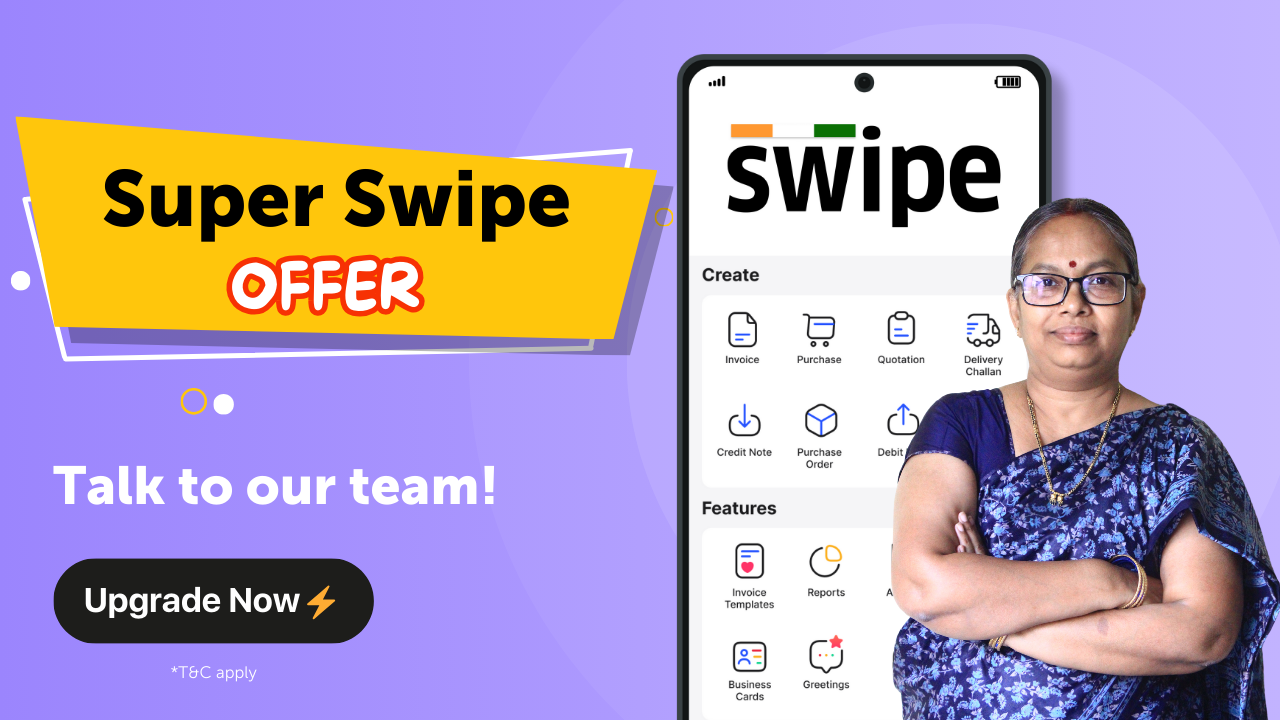 Super Swipe
OFFER
Talk to our team!
Upgrade Now
*T&C apply
swipe
Create
Invoice
Purchase
Quotation
Delivery
Challan
Credit Note
Purchase
Order
Debit
Features
Invoice
Templates
Reports
Business
Cards
Greetings